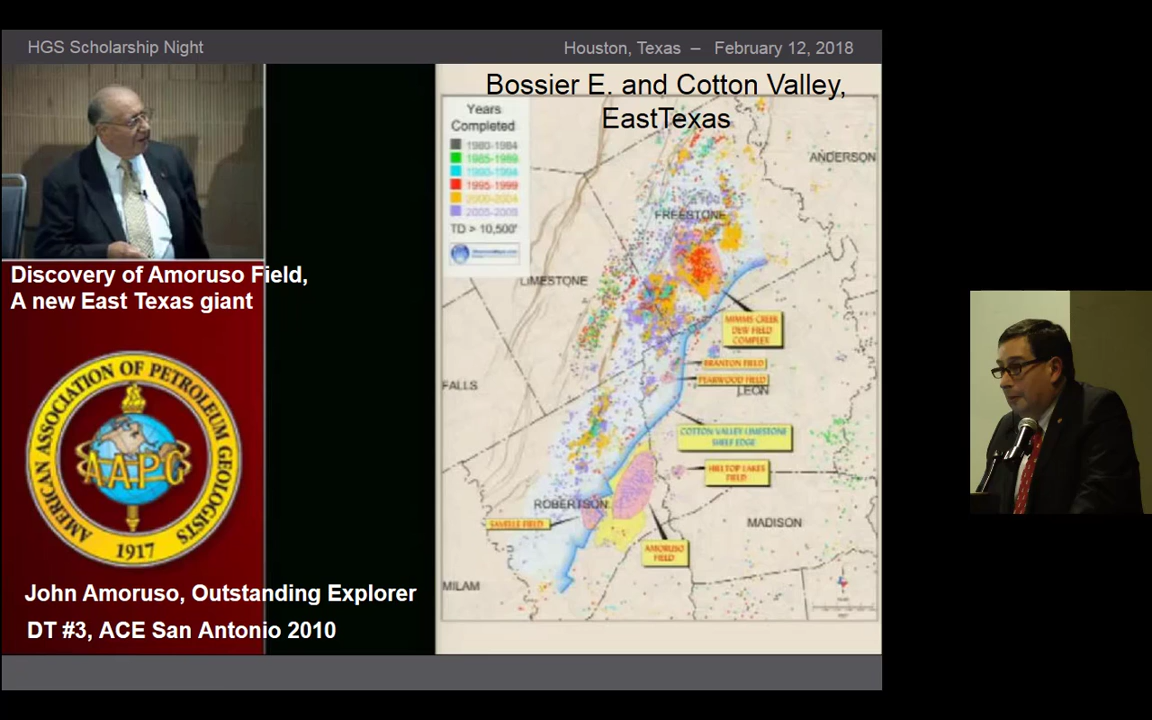 HGS Scholarship Night
Houston, Texas – February 12, 2018
Bossier E. and Cotton Valley,
EastTexas
Years
Completed
1980-1984
1985-1989
1990-1994
1995-1999
2000-2004
2005-2009
TD > 10,500'
ANDERSON
FREESTONE
LIMESTONE
MIMMS CREEK
DEW FIELD
COMPLEX
BRANTON FIELD
PEARWOOD FIELD
FALLS
LEON
COTTON VALLEY LIMESTONE
SHELF EDGE
HILLTOP LAKES
FIELD
ROBERTSON
SAVELLE FIELD
MADISON
AMORUSO
FIELD
MILAM
Discovery of Amoruso Field,
A new East Texas giant
AMERICAN ASSOCIATION OF PETROLEUM GEOLOGISTS
AAPG
1917
John Amoruso, Outstanding Explorer
DT #3, ACE San Antonio 2010